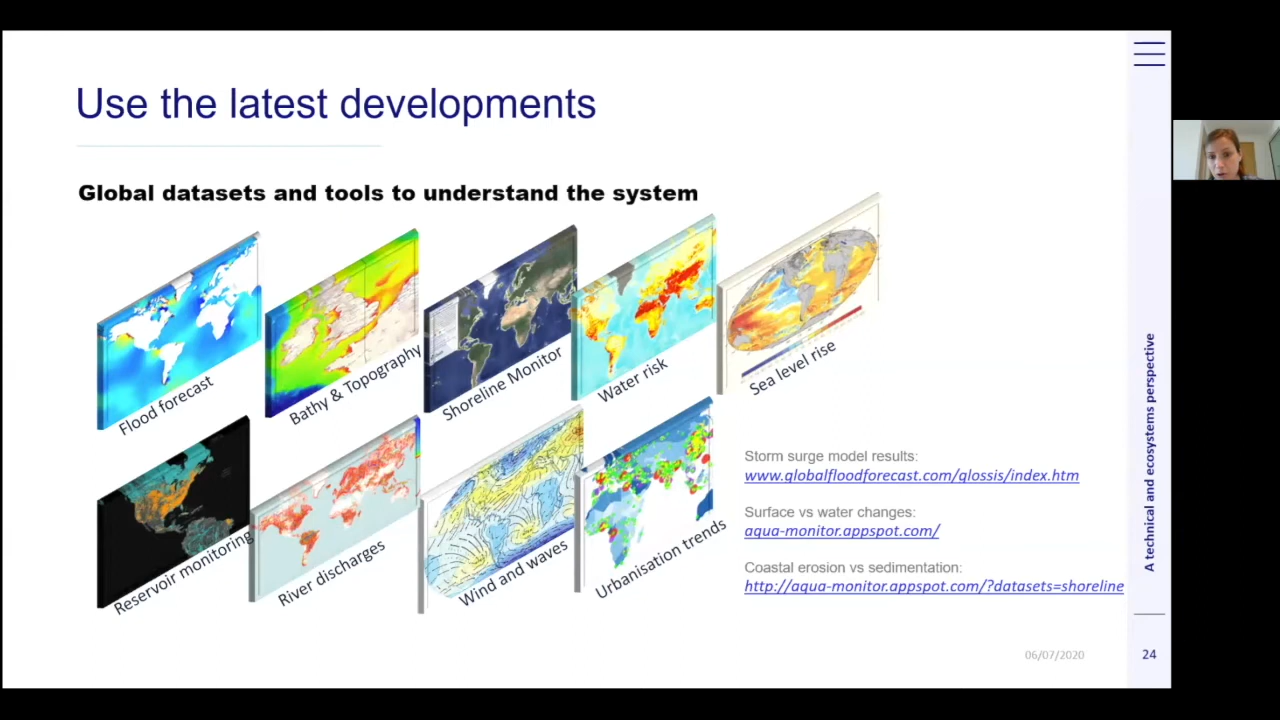 Use the latest developments
Global datasets and tools to understand the system
Flood forecast
Bathy & Topography
Shoreline Monitor
Water risk
Sea level rise
Reservoir monitoring
River discharges
Wind and waves
Urbanisation trends
Storm surge model results:
www.globalfloodforecast.com/glossis/index.htm
Surface vs water changes:
aqua-monitor.appspot.com/
Coastal erosion vs sedimentation:
http://aqua-monitor.appspot.com/?datasets=shoreline
A technical and ecosystems perspective
06/07/2020
24